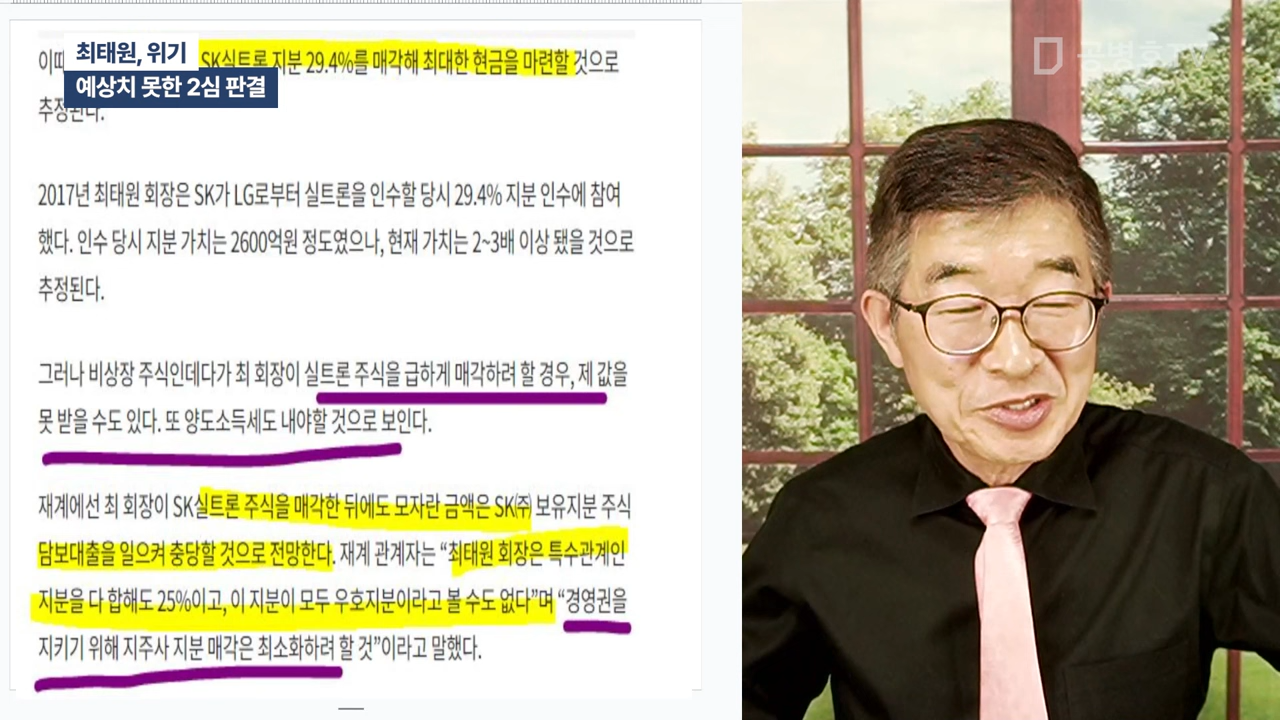 최태원, 위기
예상치 못한 2심 판결
공병호TV
SK실트론 지분 29.4%를 매각해 최대한 현금을 마련할 것으로
추정된다.
2017년 최태원 회장은 SK가 LG로부터 실트론을 인수할 당시 29.4% 지분 인수에 참여
했다. 인수 당시 지분 가치는 2600억원 정도였으나, 현재 가치는 2~3배 이상 됐을 것으로
추정된다.
그러나 비상장 주식인데다가 최 회장이 실트론 주식을 급하게 매각하려 할 경우, 제 값을
못 받을 수도 있다. 또 양도소득세도 내야할 것으로 보인다.
재계에선 최 회장이 SK실트론 주식을 매각한 뒤에도 모자란 금액은 SK㈜ 보유지분 주식
담보대출을 일으켜 충당할 것으로 전망한다. 재계 관계자는 “최태원 회장은 특수관계인
지분을 다 합해도 25%이고, 이 지분이 모두 우호지분이라고 볼 수도 없다”며 “경영권을
지키기 위해 지주사 지분 매각은 최소화하려 할 것”이라고 말했다.